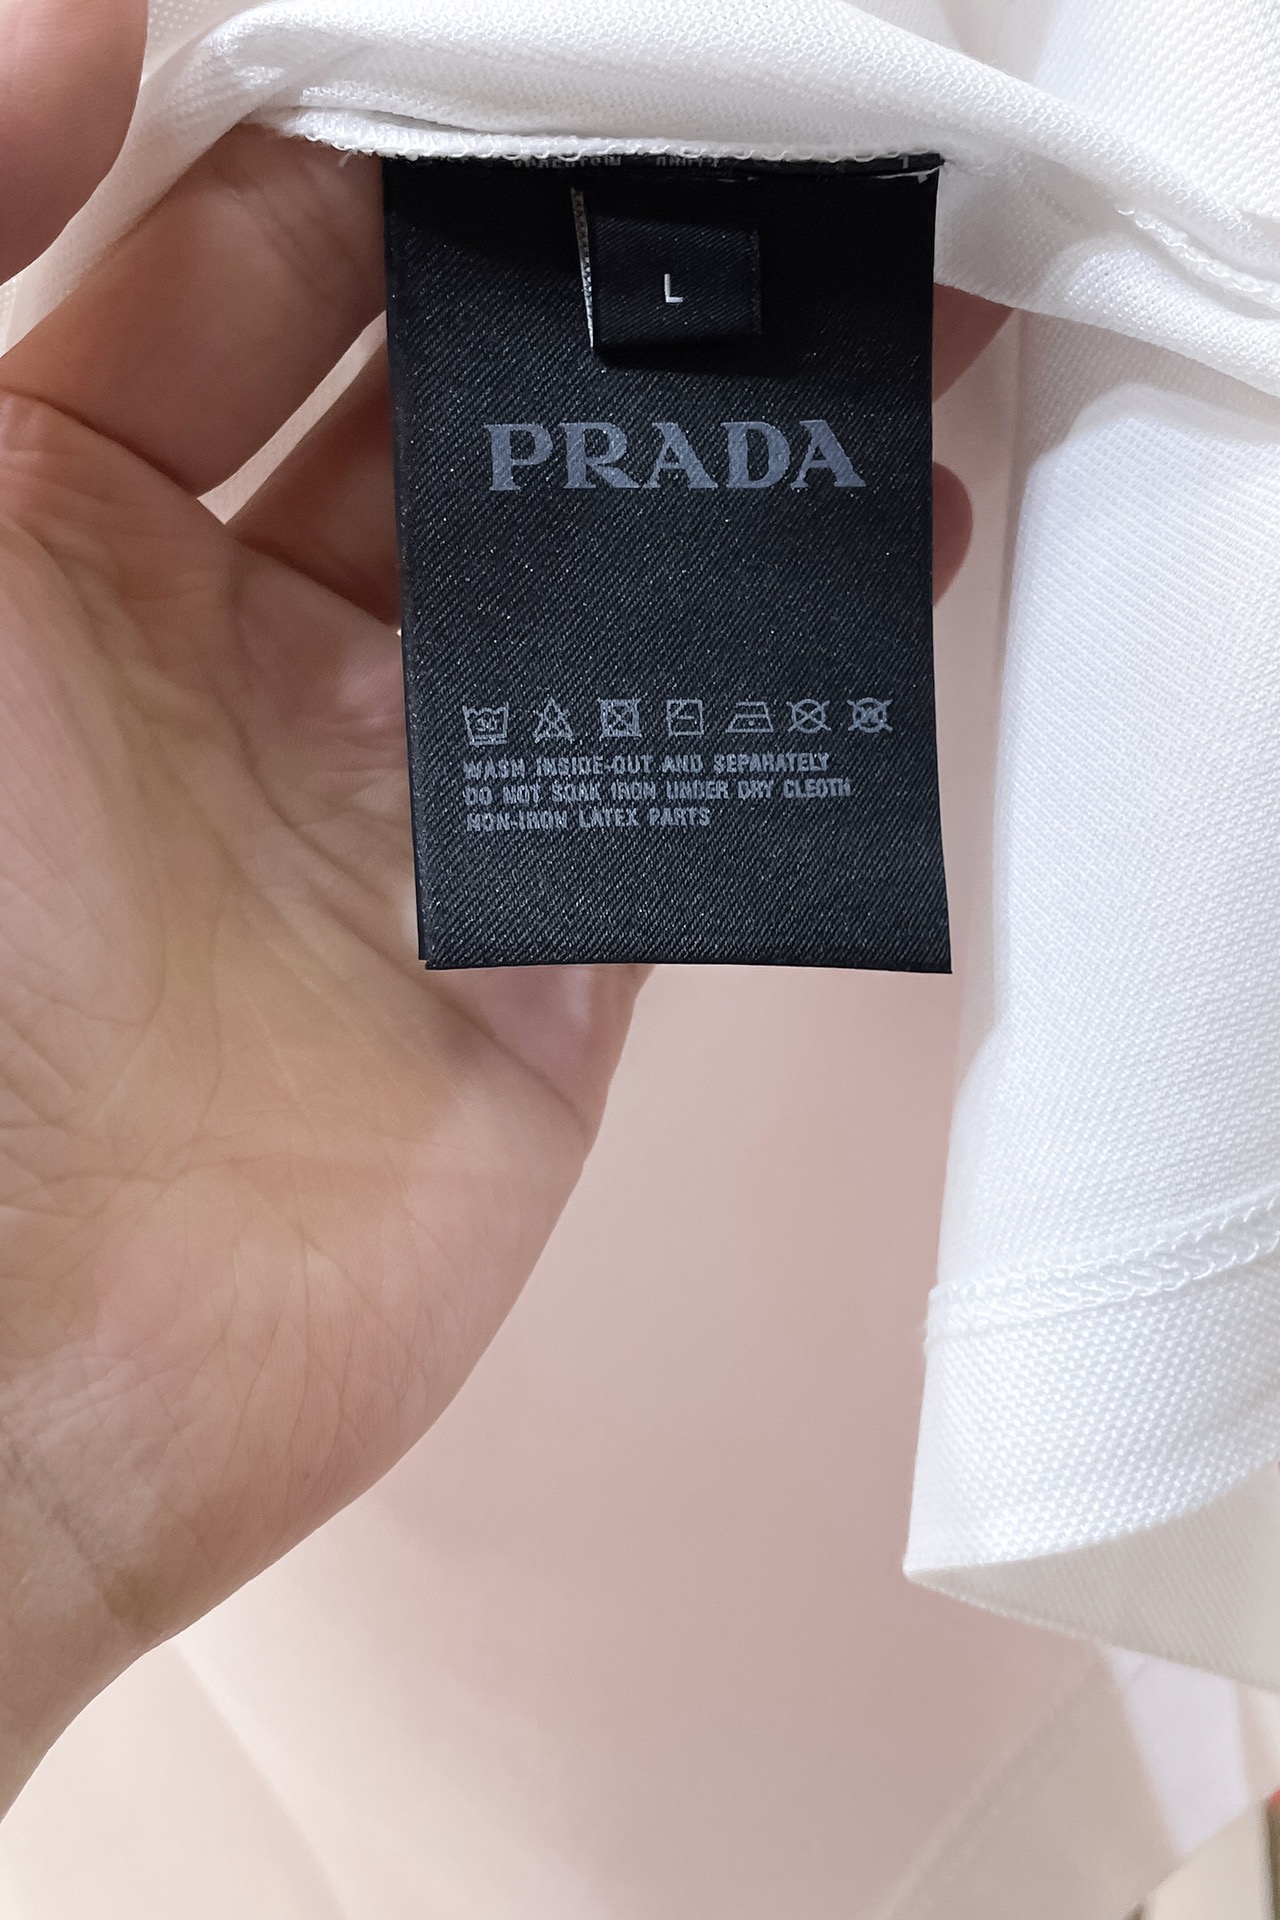 L
PRADA
WASH INSIDE-OUT AND SEPARATELY
DO NOT SOAK IRON UNDER DRY CLEOTH
NON-IRON LATEX PARTS